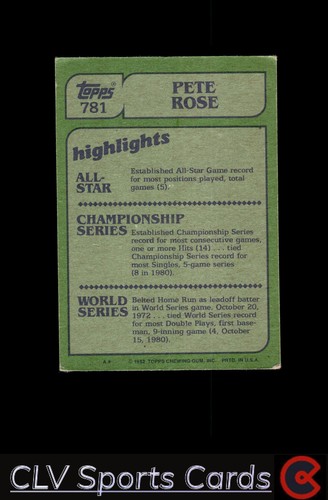 topps
781
PETE
ROSE
highlights
ALL-
STAR
Established All-Star Game record
for most positions played, total
games (5).
CHAMPIONSHIP
SERIES
Established Championship Series
record for most consecutive games,
one or more Hits (14) . . . tied
Championship Series record for
most Singles, 5-game series
(8 in 1980).
WORLD
SERIES
Belted Home Run as leadoff batter
in World Series game, October 20,
1972 . . . tied World Series record
for most Double Plays, first base-
man, 9-inning game (4, October
15, 1980).
© 1982 TOPPS CHEWING GUM, INC. PRTD. IN U.S.A.
CLV Sports Cards